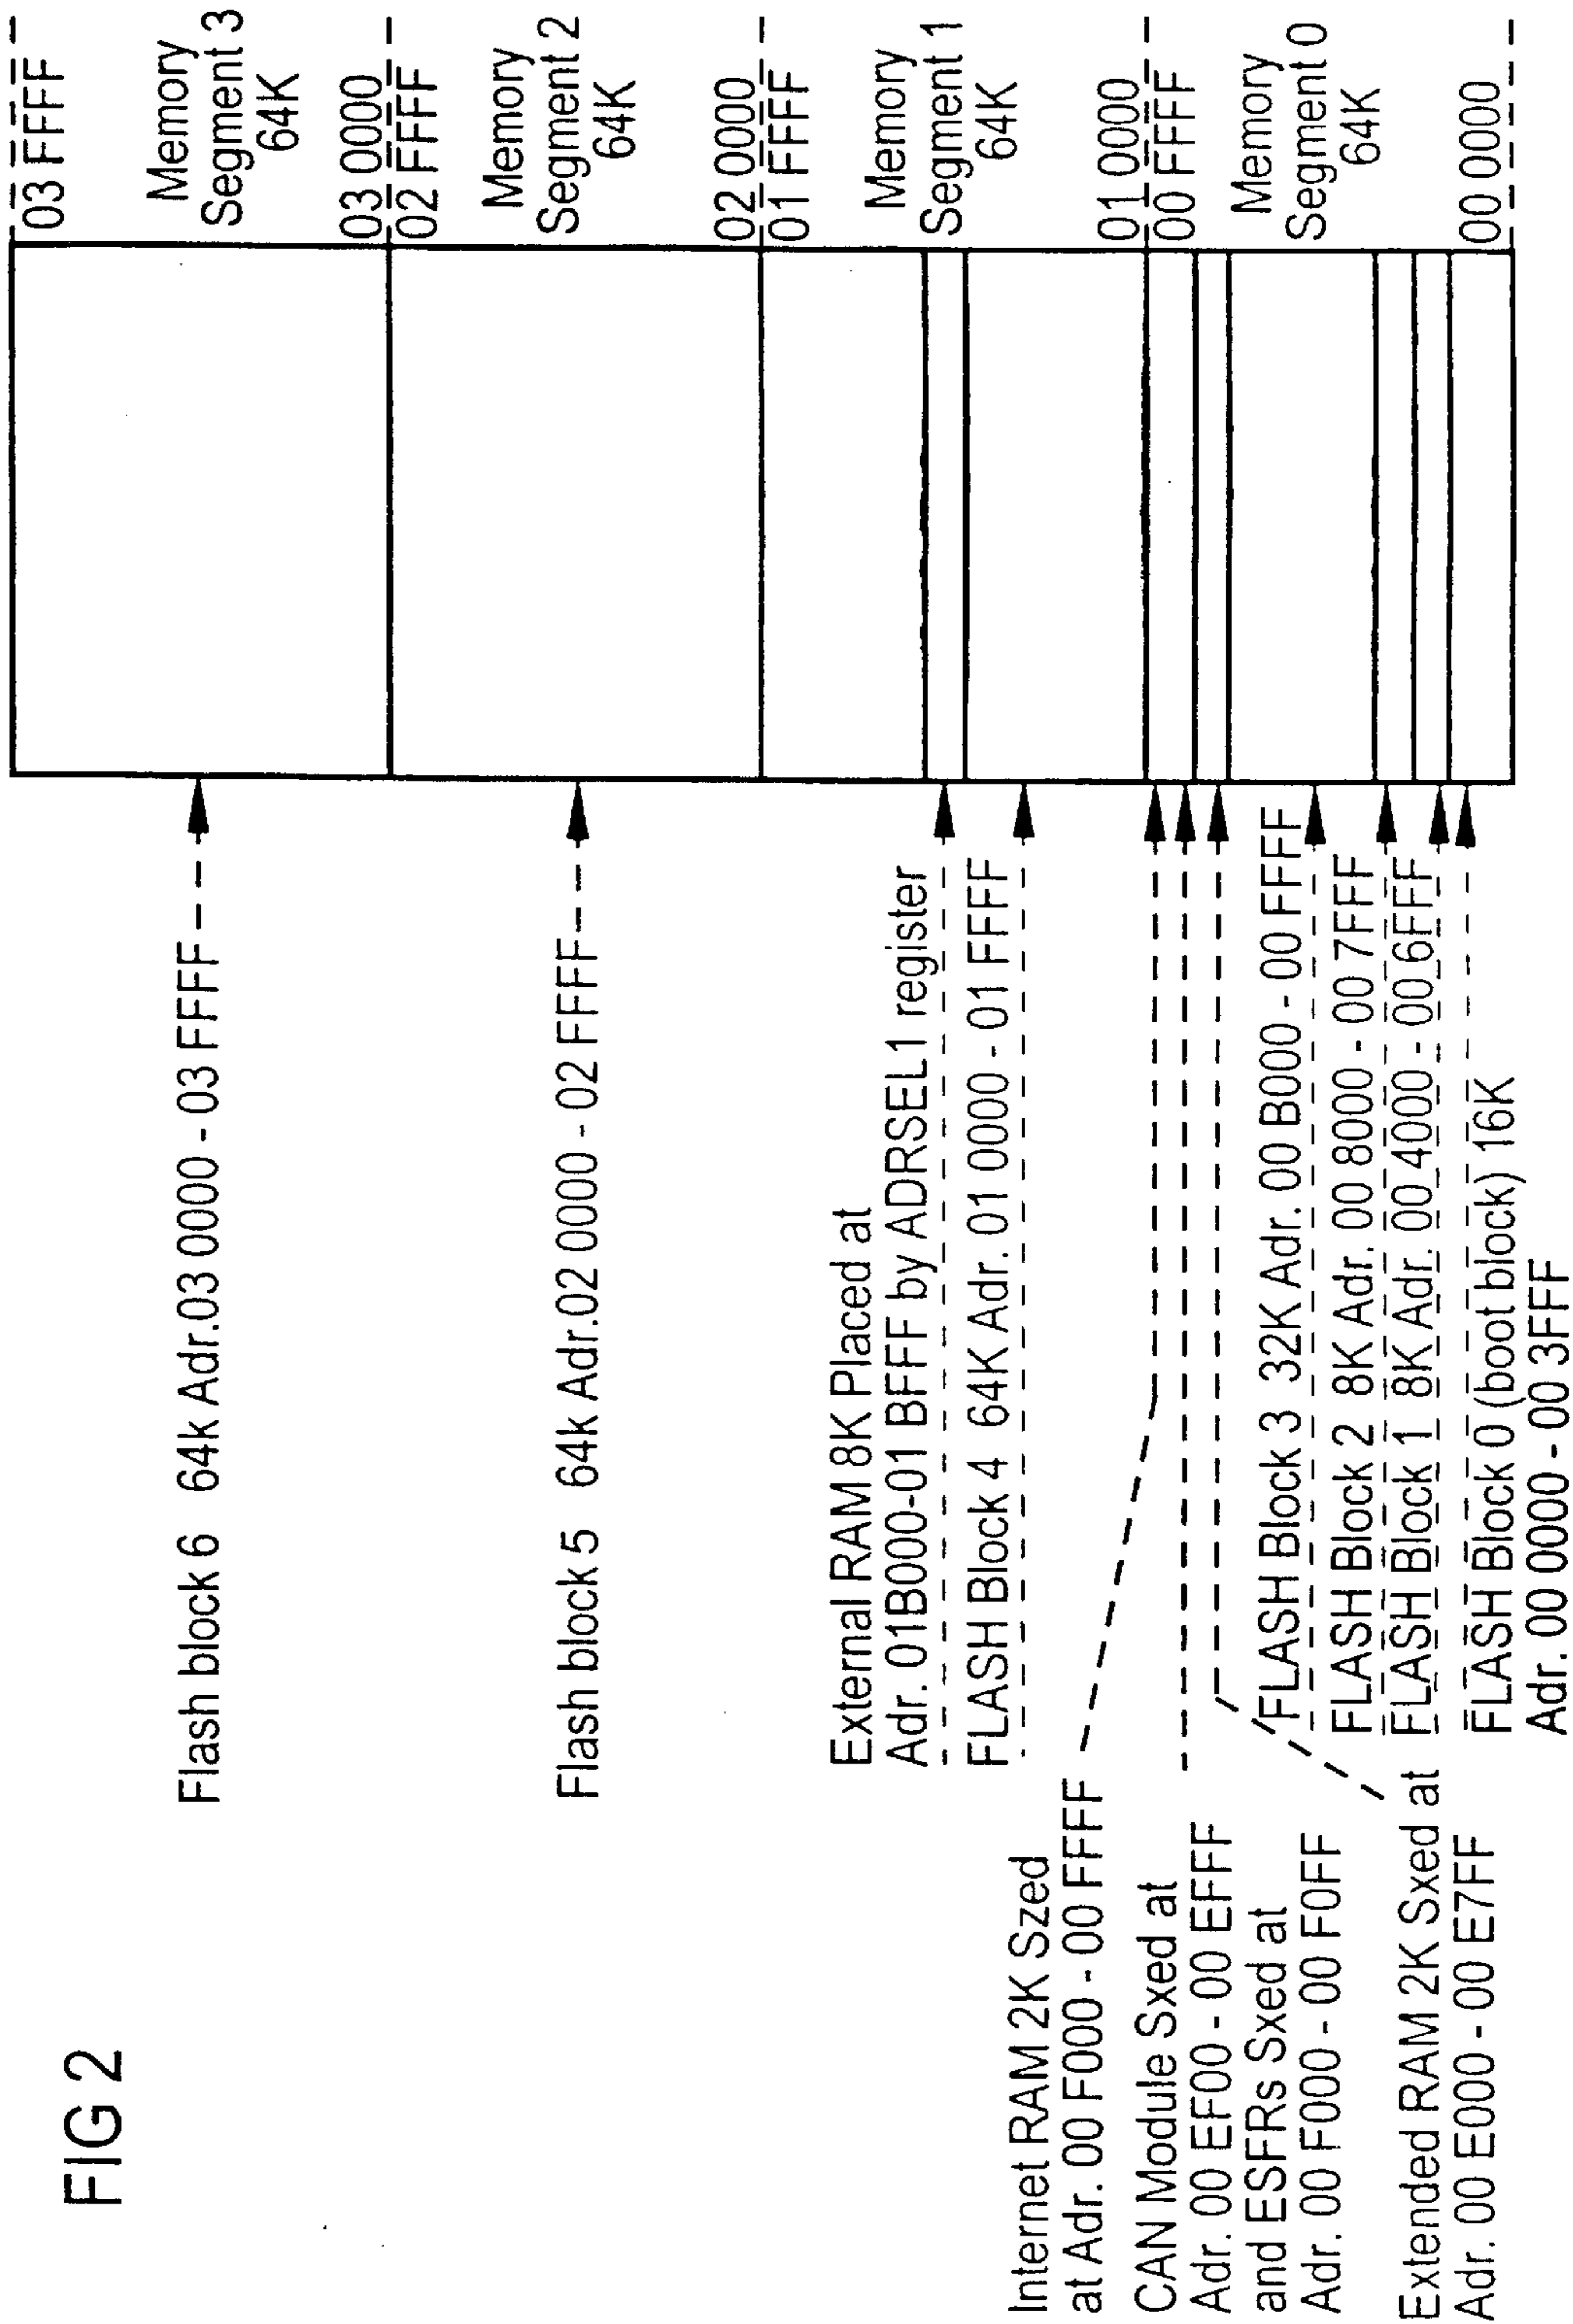 FIG 2
Flash block 6 64k Adr.03 0000 - 03 FFFF
Flash block 5 64k Adr.02 0000 - 02 FFF
External RAM 8K Placed at
Adr. 01B000-01 BFFF by ADRSEL1 register
FLASH Block 4 64K Adr. 01 0000 - 01 FFFF
Internet RAM 2K Szed
at Adr. 00 F000 - 00 FFFF
CAN Module Sxed at
Adr. 00 EF00 - 00 EFFF
and ESFRs Sxed at
Adr. 00 F000 - 00 F0FF
Extended RAM 2K Sxed at
Adr. 00 E000 - 00 E7FF
FLASH Block 3 32K Adr. 00 B000 - 00 FFFF
FLASH Block 2 8K Adr. 00 8000 - 00 7FFF
FLASH Block 1 8K Adr. 00 4000 - 00 6FFF
FLASH Block 0 (boot block) 16K
Adr. 00 0000 - 00 3FFF
03 FFFF
Memory
Segment 3
64K
03 0000
02 FFFF
Memory
Segment 2
64K
02 0000
01 FFFF
Memory
Segment 1
64K
01 0000
00 FFFF
Memory
Segment 0
64K
00 0000